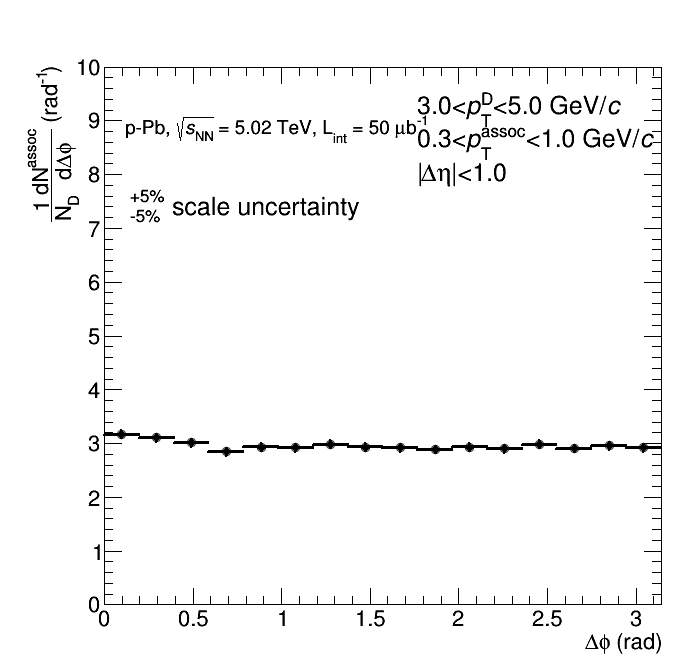 1 dN^assoc
N_D dΔϕ (rad⁻¹)
p-Pb, √s_NN = 5.02 TeV, L_int = 50 μb⁻¹
3.0<p_T^D<5.0 GeV/c
0.3<p_T^assoc<1.0 GeV/c
|Δη|<1.0
+5%
-5% scale uncertainty
10
9
8
7
6
5
4
3
2
1
0
0 0.5 1 1.5 2 2.5 3
Δϕ (rad)